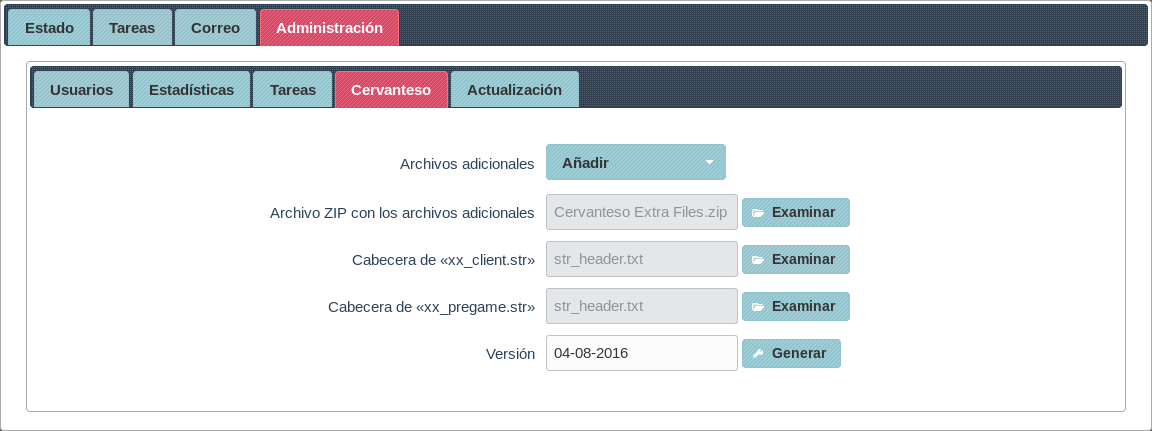 Estado Tareas Correo Administración
Usuarios Estadísticas Tareas Cervanteso Actualización
Archivos adicionales Añadir
Archivo ZIP con los archivos adicionales Cervanteso Extra Files.zip Examinar
Cabecera de «xx_client.str» str_header.txt Examinar
Cabecera de «xx_pregame.str» str_header.txt Examinar
Versión 04-08-2016 Generar